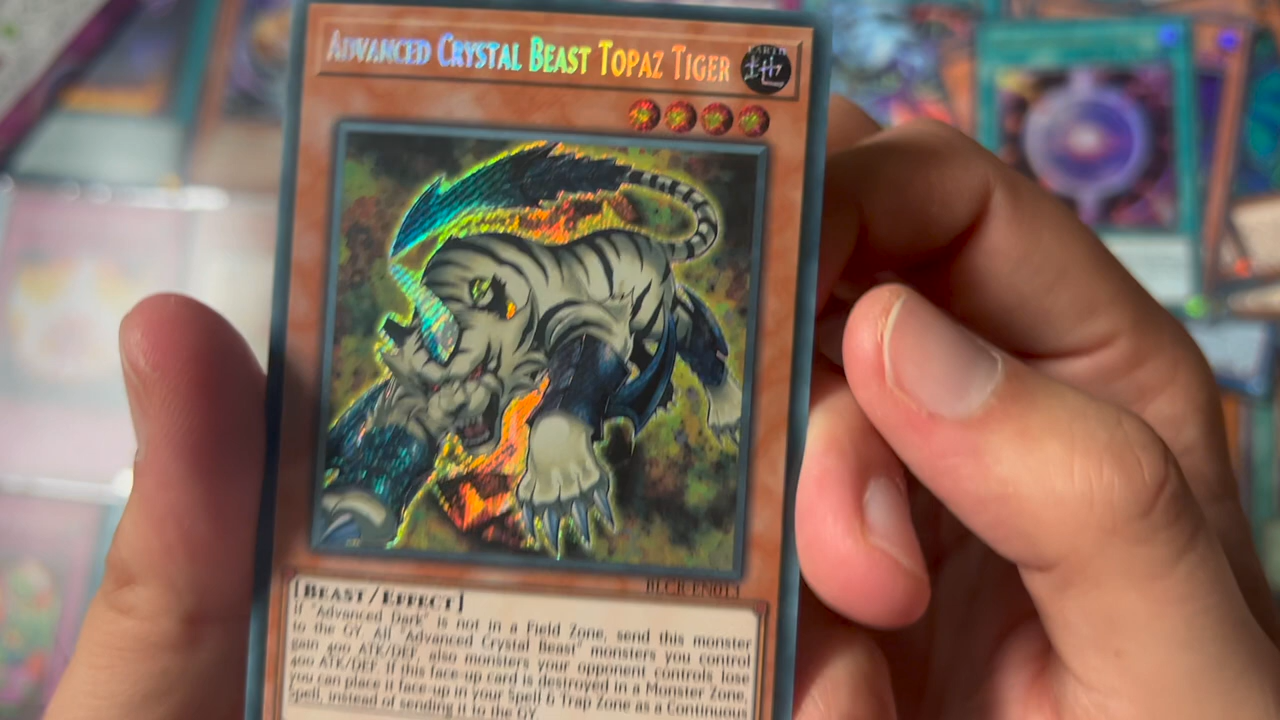 ADVANCED CRYSTAL BEAST TOPAZ TIGER
EARTH
地
BLCR-EN011
[BEAST/EFFECT]
If "Advanced Dark" is not in a Field Zone, send this monster
to the GY. All "Advanced Crystal Beast" monsters you control
gain 400 ATK/DEF, also monsters your opponent controls lose
400 ATK/DEF. If this face-up card is destroyed in a Monster Zone,
you can place it face-up in your Spell & Trap Zone as a Continuous
Spell, instead of sending it to the GY.